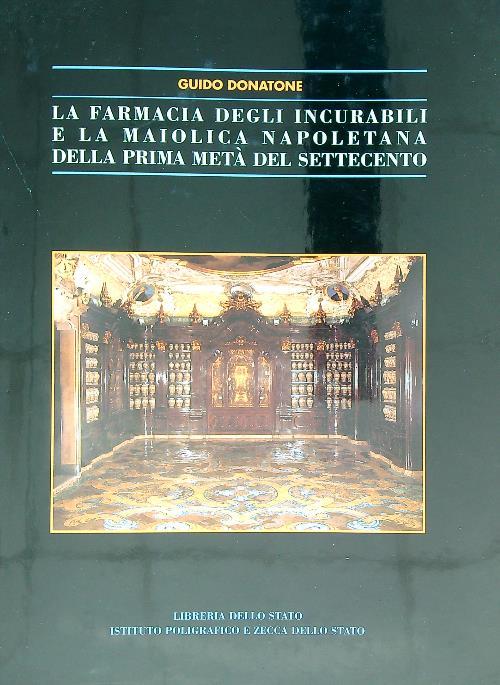 GUIDO DONATONE
LA FARMACIA DEGLI INCURABILI
E LA MAIOLICA NAPOLETANA
DELLA PRIMA METÀ DEL SETTECENTO
LIBRERIA DELLO STATO
ISTITUTO POLIGRAFICO E ZECCA DELLO STATO